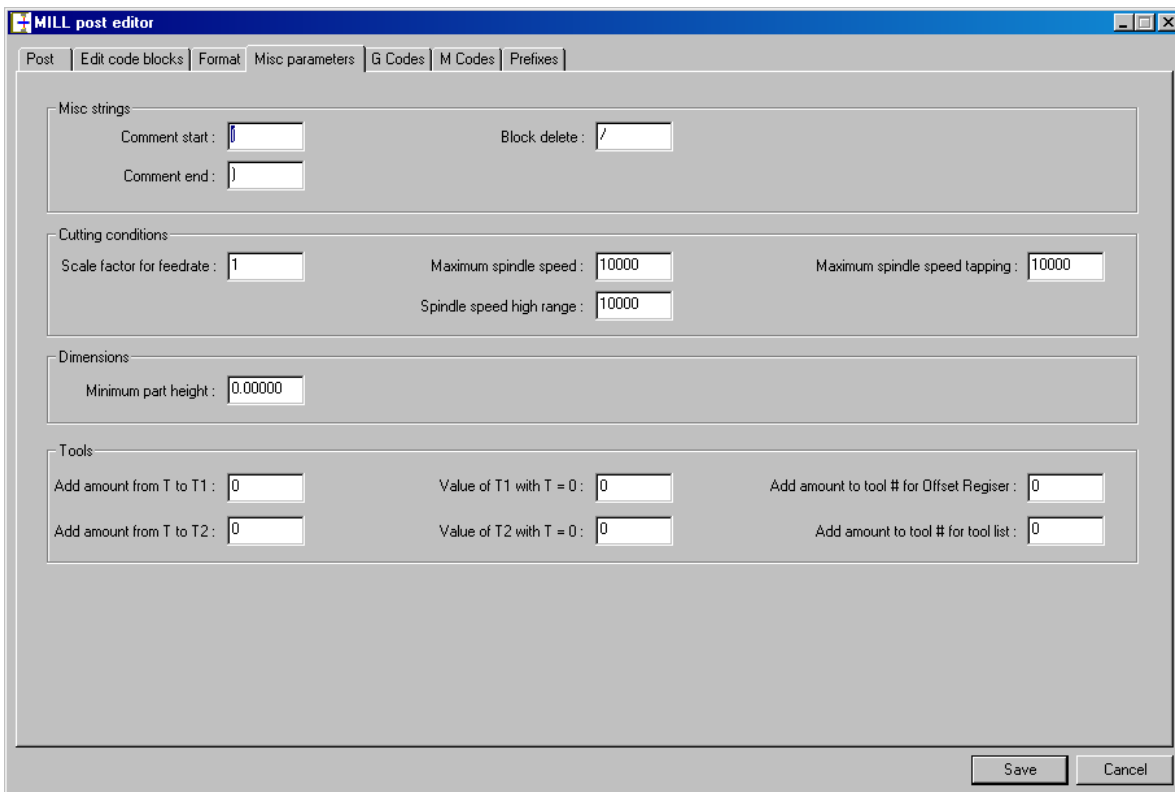 MILL post editor
Post Edit code blocks Format Misc parameters G Codes M Codes Prefixes
Misc strings
Comment start : ( Block delete : /
Comment end : )
Cutting conditions
Scale factor for feedrate : 1 Maximum spindle speed : 10000 Maximum spindle speed tapping : 10000
Spindle speed high range : 10000
Dimensions
Minimum part height : 0.00000
Tools
Add amount from T to T1 : 0 Value of T1 with T = 0 : 0 Add amount to tool # for Offset Regiser : 0
Add amount from T to T2 : 0 Value of T2 with T = 0 : 0 Add amount to tool # for tool list : 0
Save Cancel